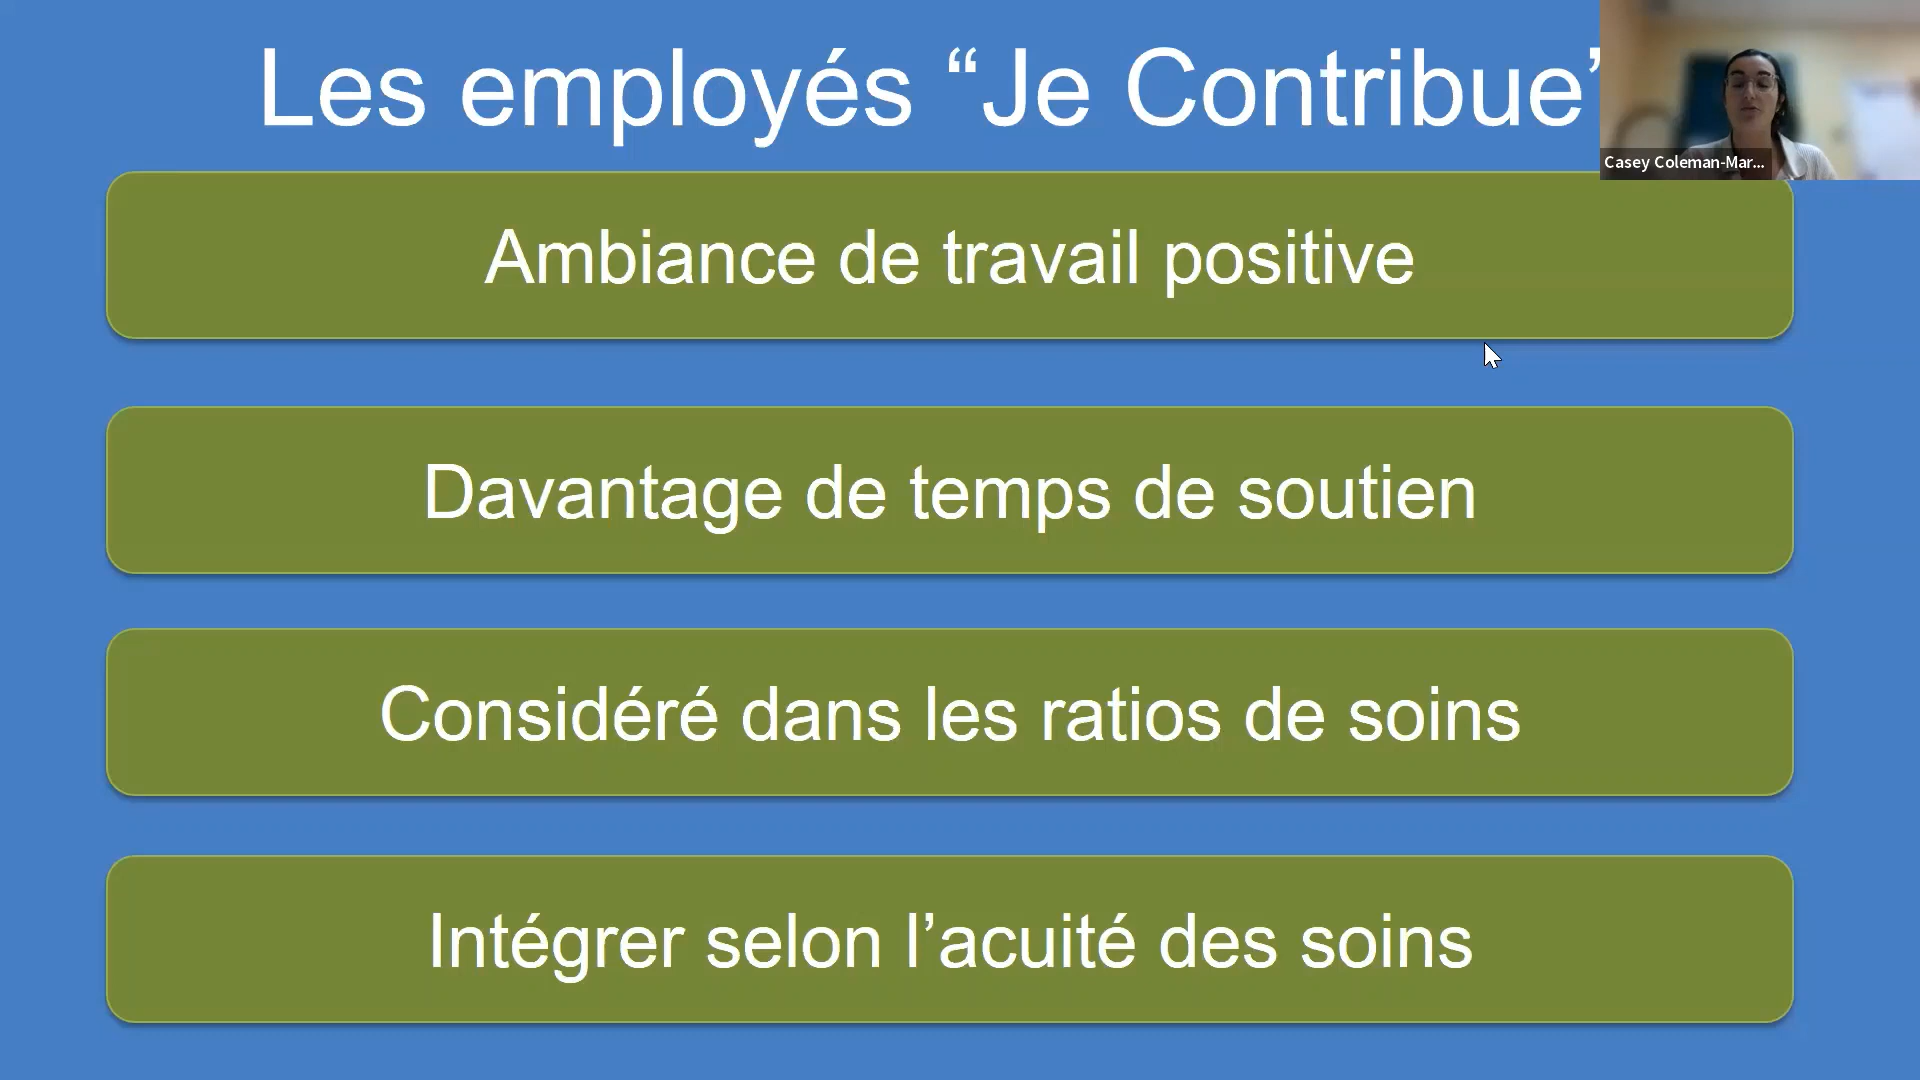 Les employés “Je Contribue”
Casey Coleman-Mar...
Ambiance de travail positive
Davantage de temps de soutien
Considéré dans les ratios de soins
Intégrer selon l’acuité des soins